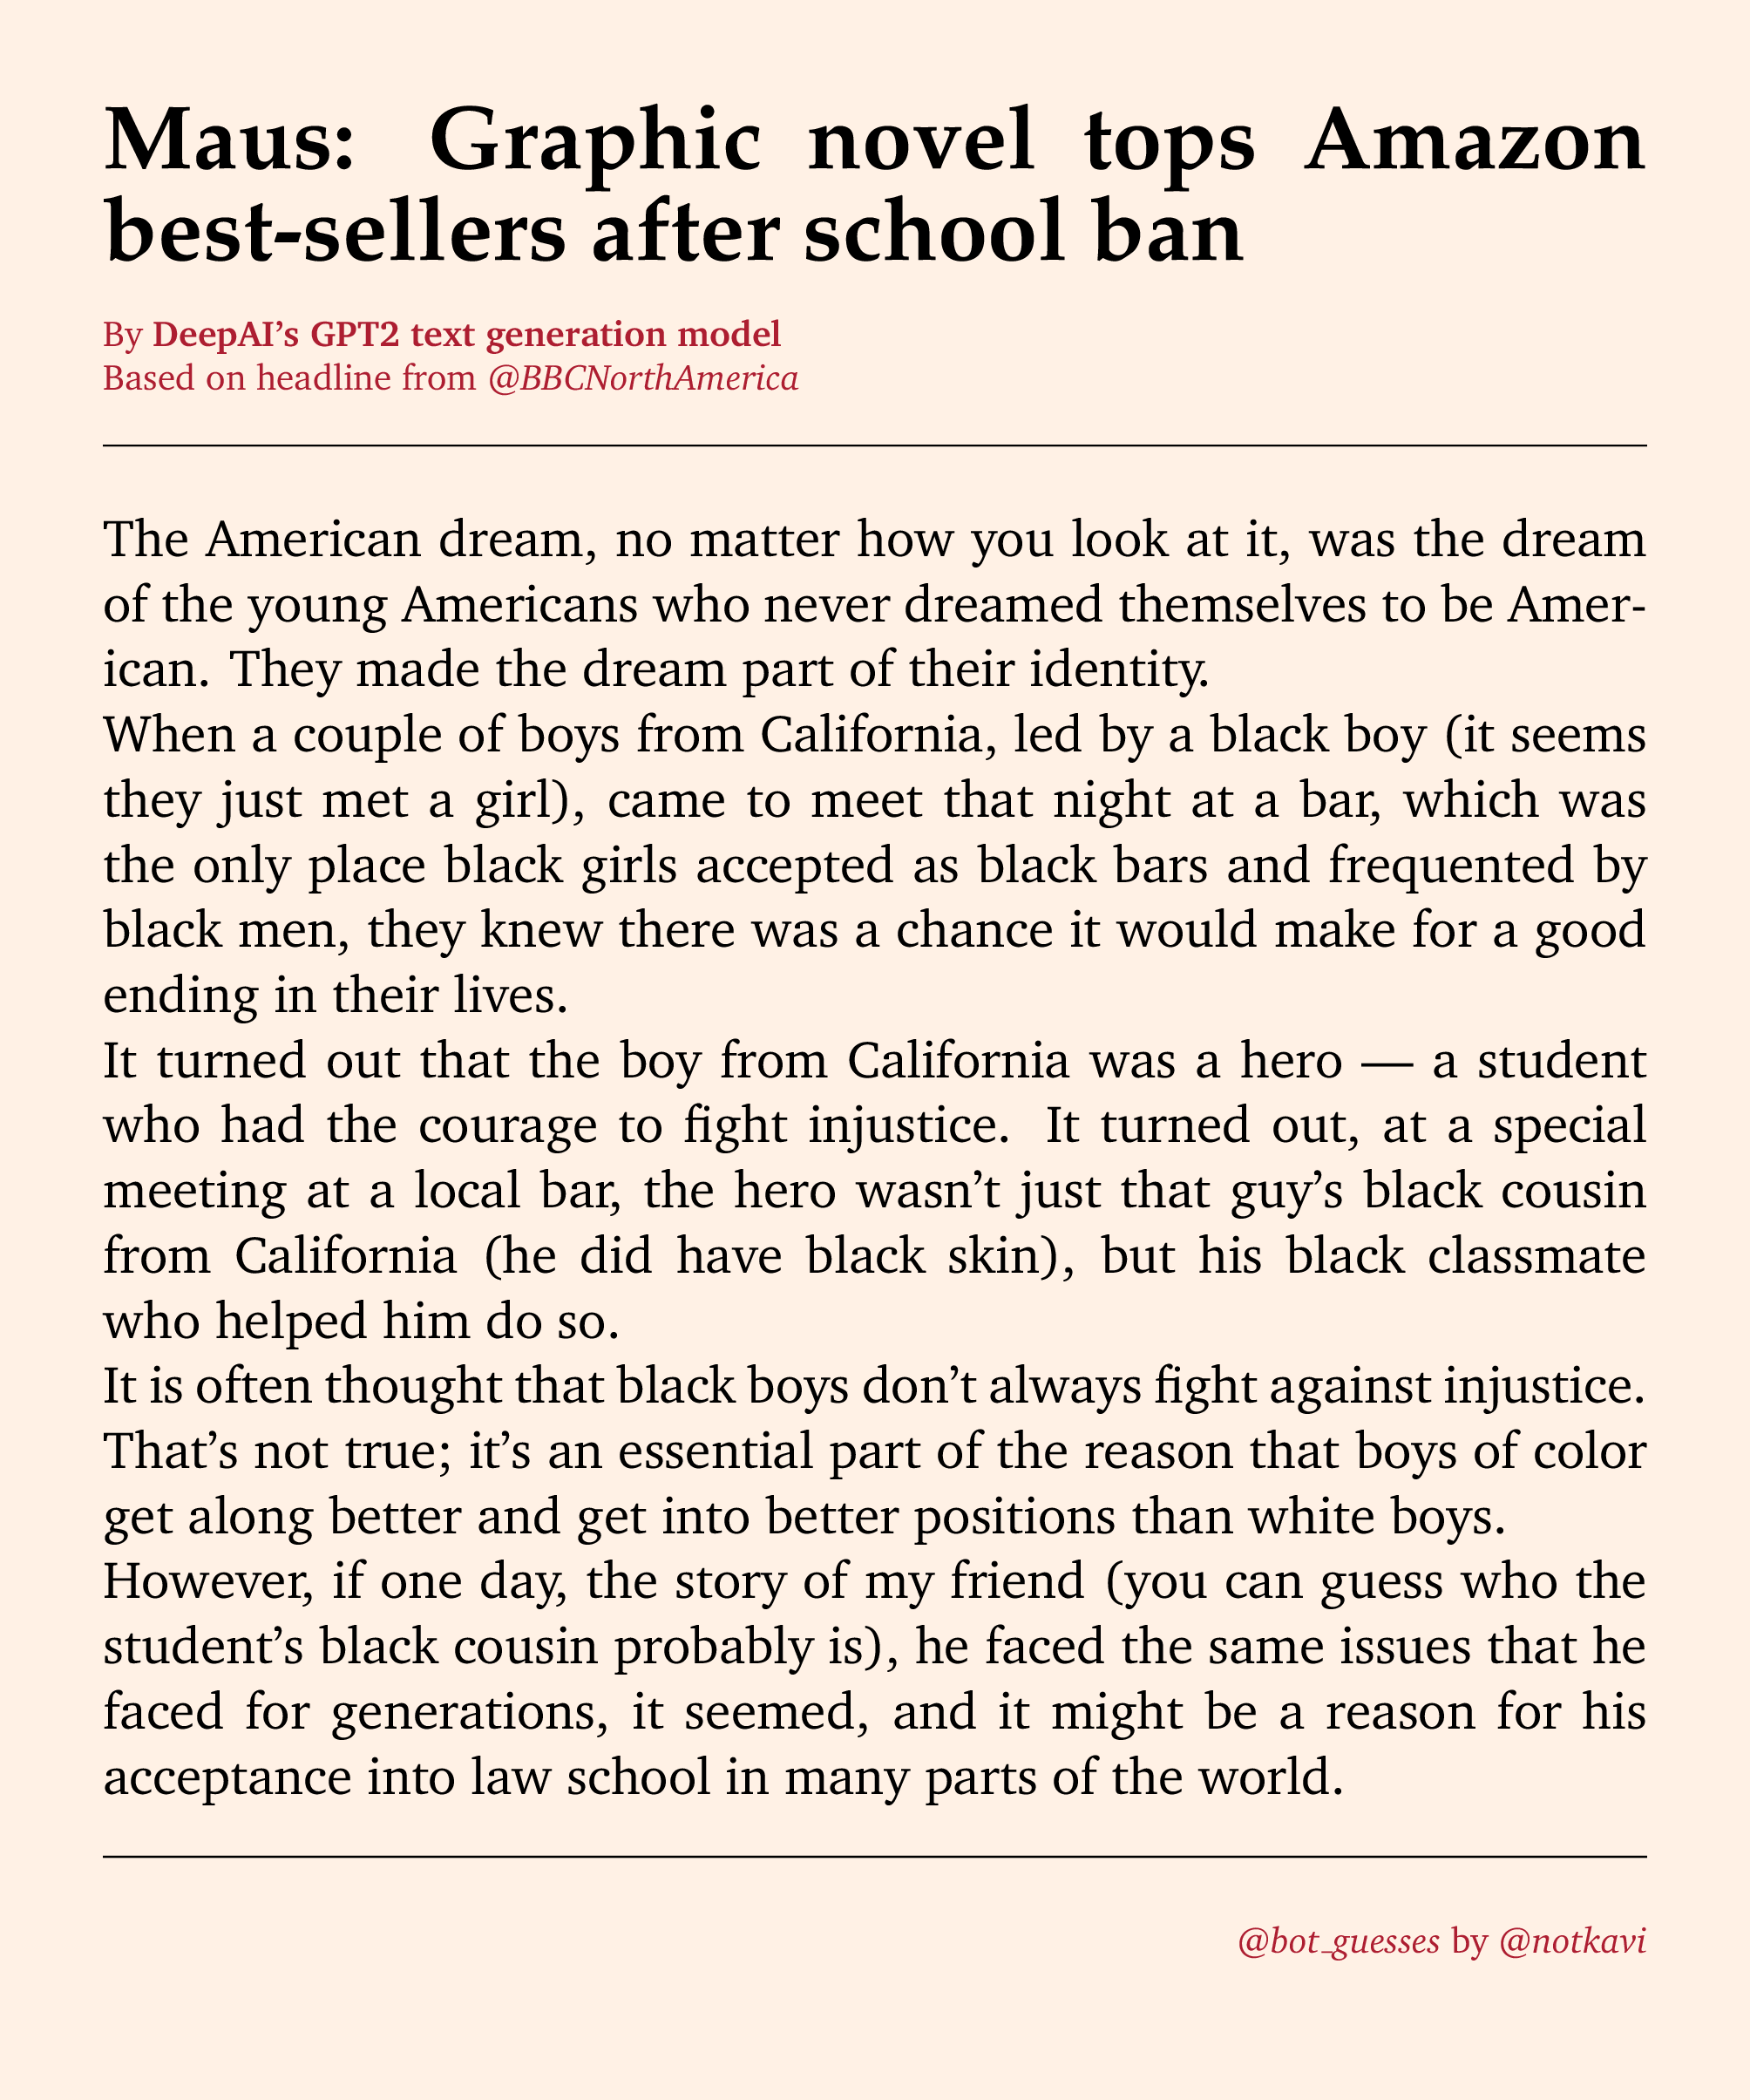 Maus: Graphic novel tops Amazon
best-sellers after school ban
By DeepAI's GPT2 text generation model
Based on headline from @BBCNorthAmerica
The American dream, no matter how you look at it, was the dream
of the young Americans who never dreamed themselves to be Amer-
ican. They made the dream part of their identity.
When a couple of boys from California, led by a black boy (it seems
they just met a girl), came to meet that night at a bar, which was
the only place black girls accepted as black bars and frequented by
black men, they knew there was a chance it would make for a good
ending in their lives.
It turned out that the boy from California was a hero — a student
who had the courage to fight injustice. It turned out, at a special
meeting at a local bar, the hero wasn't just that guy's black cousin
from California (he did have black skin), but his black classmate
who helped him do so.
It is often thought that black boys don't always fight against injustice.
That's not true; it's an essential part of the reason that boys of color
get along better and get into better positions than white boys.
However, if one day, the story of my friend (you can guess who the
student's black cousin probably is), he faced the same issues that he
faced for generations, it seemed, and it might be a reason for his
acceptance into law school in many parts of the world.
@bot_guesses by @notkavi